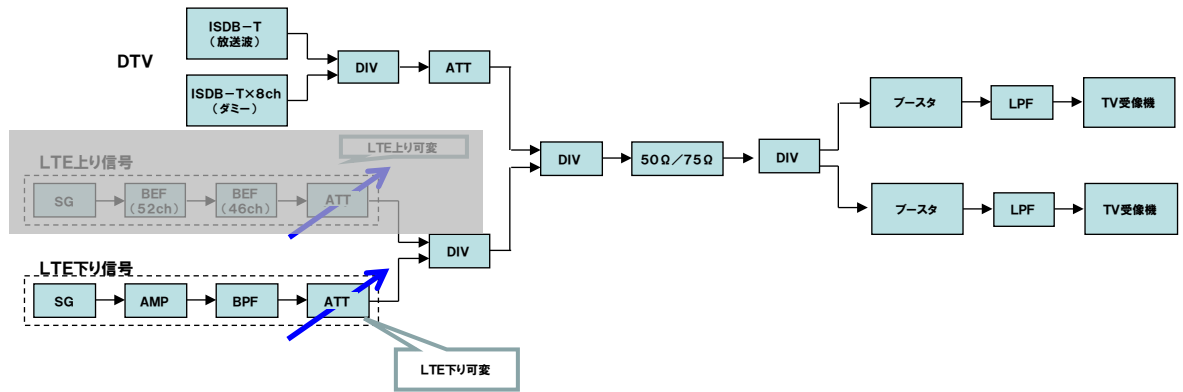 DTV
ISDB-T
(放送波)
ISDB-T×8ch
(ダミー)
DIV
ATT
LTE上り信号
LTE上り可変
SG
BEF
(52ch)
BEF
(46ch)
ATT
LTE下り信号
SG
AMP
BPF
ATT
LTE下り可変
DIV
DIV
50Ω/75Ω
DIV
ブースタ
LPF
TV受像機
ブースタ
LPF
TV受像機